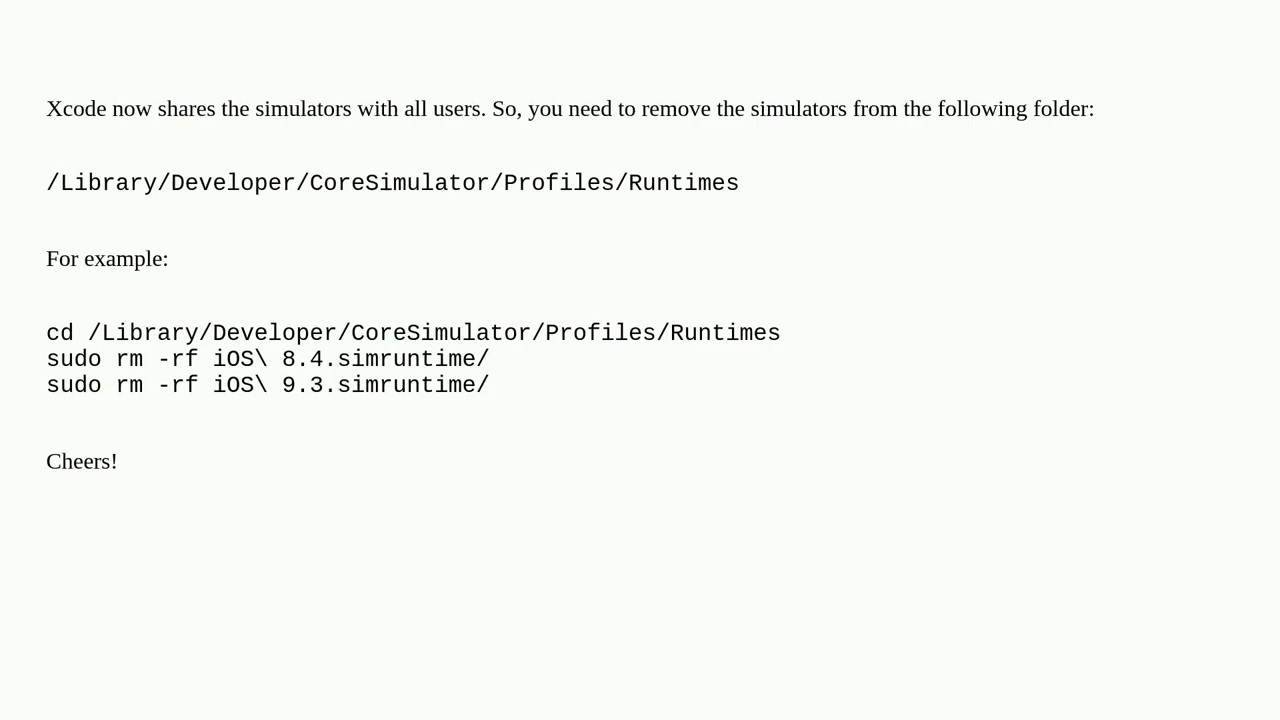 Xcode now shares the simulators with all users. So, you need to remove the simulators from the following folder:
/Library/Developer/CoreSimulator/Profiles/Runtimes
For example:
cd /Library/Developer/CoreSimulator/Profiles/Runtimes
sudo rm -rf iOS\ 8.4.simruntime/
sudo rm -rf iOS\ 9.3.simruntime/
Cheers!